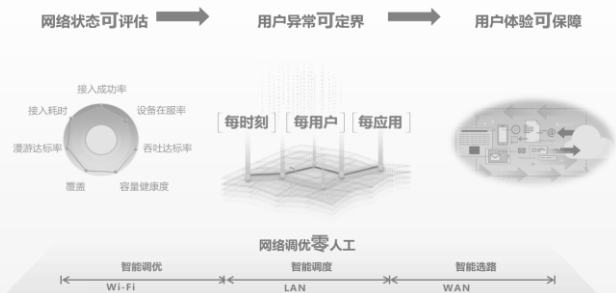 网络状态可评估
用户异常可定界
用户体验可保障
接入成功率
接入耗时
设备在服率
漫游达标率
吞吐达标率
覆盖
容量健康度
[每时刻] [每用户] [每应用]
网络调优零人工
智能调优
智能调度
智能选路
Wi-Fi
LAN
WAN